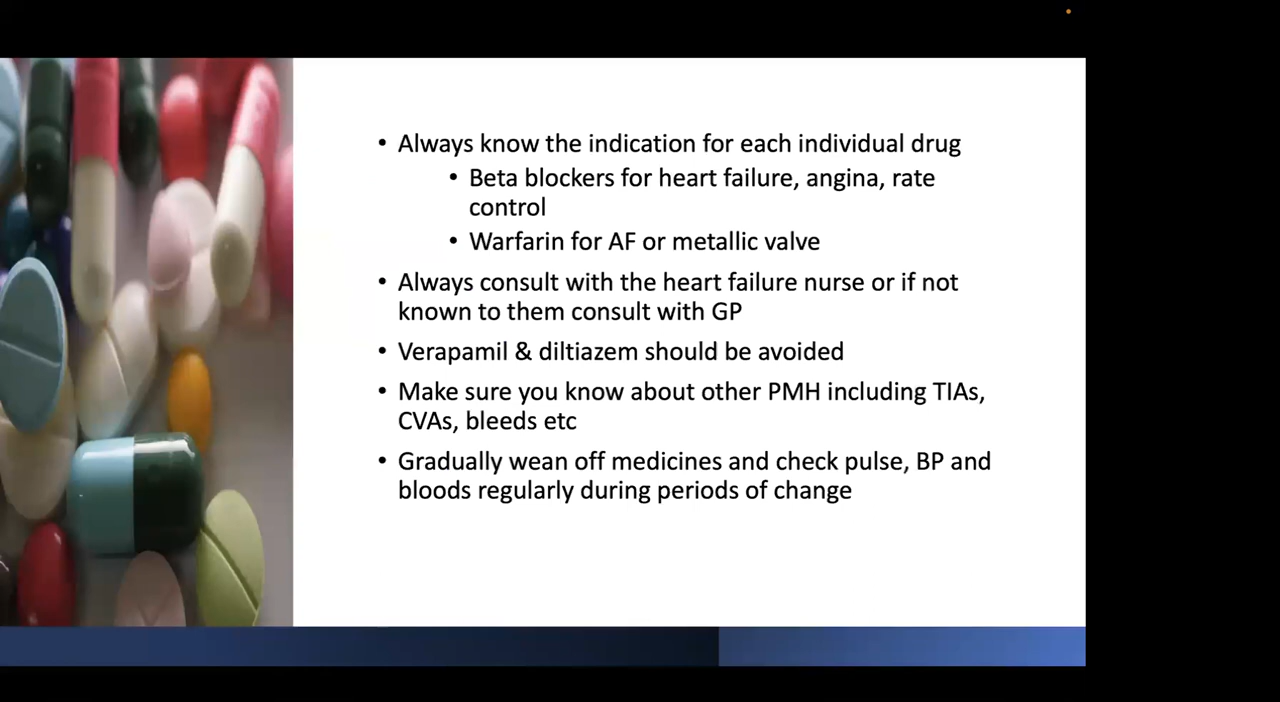 • Always know the indication for each individual drug
• Beta blockers for heart failure, angina, rate
control
• Warfarin for AF or metallic valve
• Always consult with the heart failure nurse or if not
known to them consult with GP
• Verapamil & diltiazem should be avoided
• Make sure you know about other PMH including TIAs,
CVAs, bleeds etc
• Gradually wean off medicines and check pulse, BP and
bloods regularly during periods of change